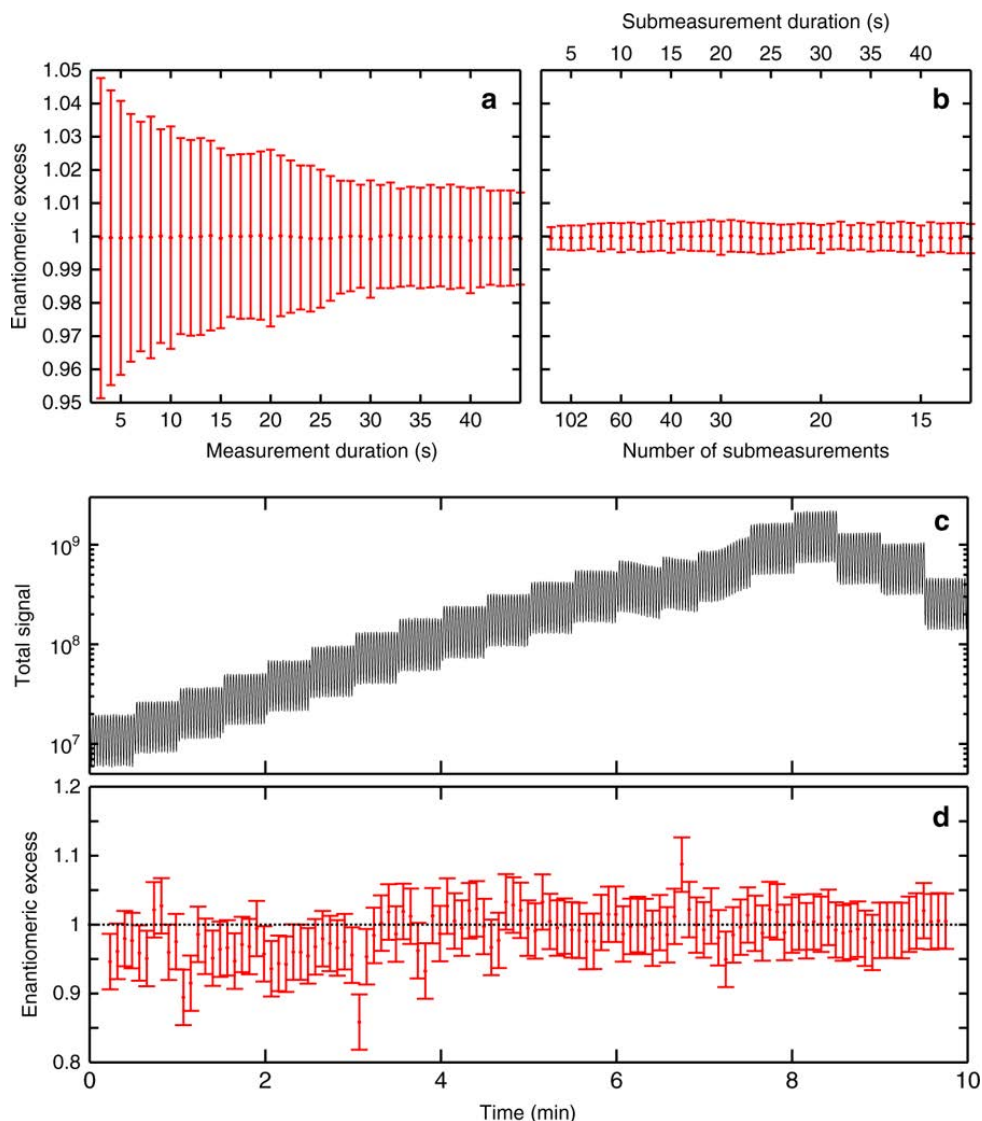 Submeasurement duration (s)
5 10 15 20 25 30 35 40
1.05
1.04
1.03
1.02
1.01
1
0.99
0.98
0.97
0.96
0.95
Enantiomeric excess
a
b
5 10 15 20 25 30 35 40
102 60 40 30 20 15
Measurement duration (s)
Number of submeasurements
c
10⁹
10⁸
10⁷
Total signal
d
1.2
1.1
1
0.9
0.8
Enantiomeric excess
0 2 4 6 8 10
Time (min)